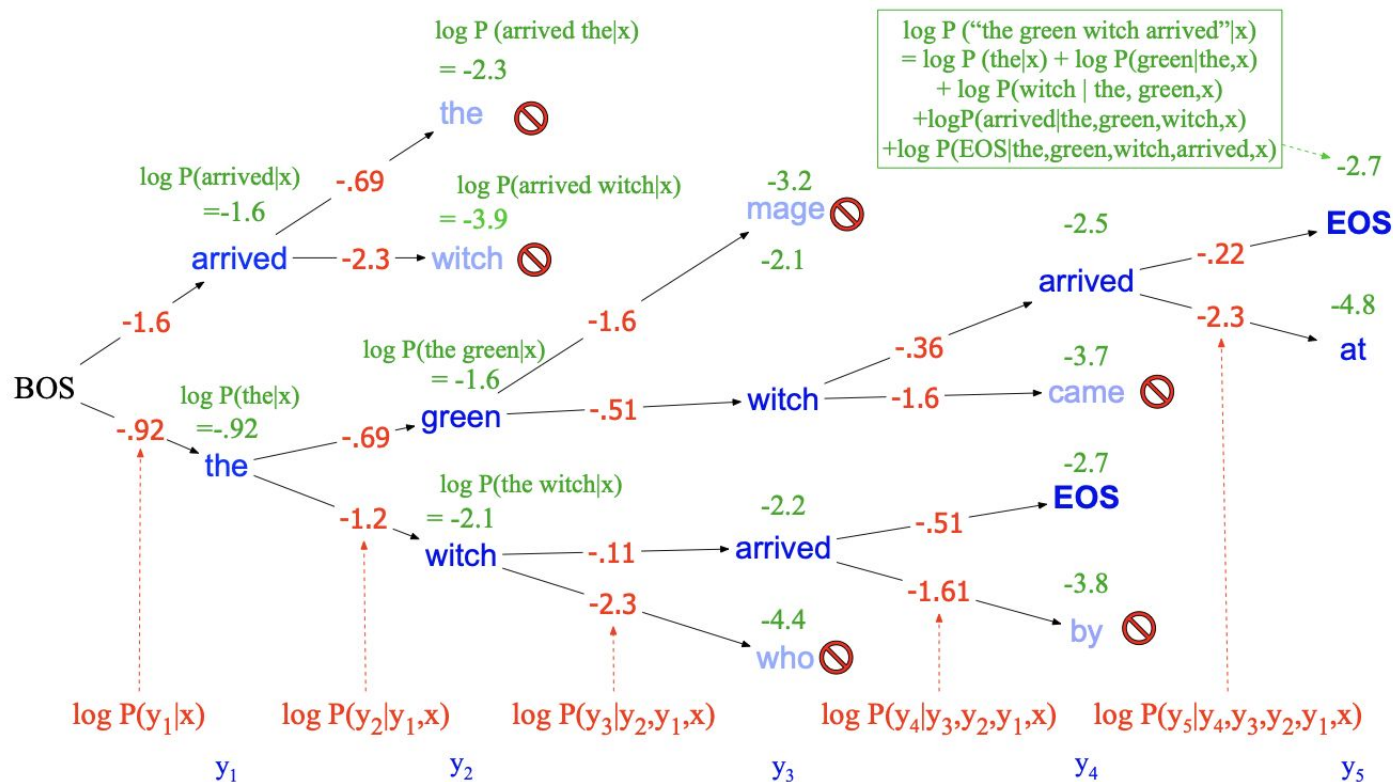 log P (arrived the|x)
= -2.3
the
log P(arrived|x)
=-1.6
arrived
-.69
log P(arrived witch|x)
= -3.9
-2.3
witch
-1.6
BOS
-.92
log P(the|x)
=-.92
the
log P(the green|x)
= -1.6
-.69
green
-1.2
log P(the witch|x)
= -2.1
witch
-3.2
mage
-1.6
-2.1
-.51
witch
-.11
-2.2
arrived
-2.3
-4.4
who
log P (“the green witch arrived”|x)
= log P (the|x) + log P(green|the,x)
+ log P(witch | the, green,x)
+logP(arrived|the,green,witch,x)
+log P(EOS|the,green,witch,arrived,x)
-2.5
-.36
arrived
-3.7
-1.6
came
-2.7
-.51
EOS
-3.8
-1.61
by
-2.7
-.22
EOS
-4.8
-2.3
at
log P(y1|x)
log P(y2|y1,x)
log P(y3|y2,y1,x)
log P(y4|y3,y2,y1,x)
log P(y5|y4,y3,y2,y1,x)
y1
y2
y3
y4
y5